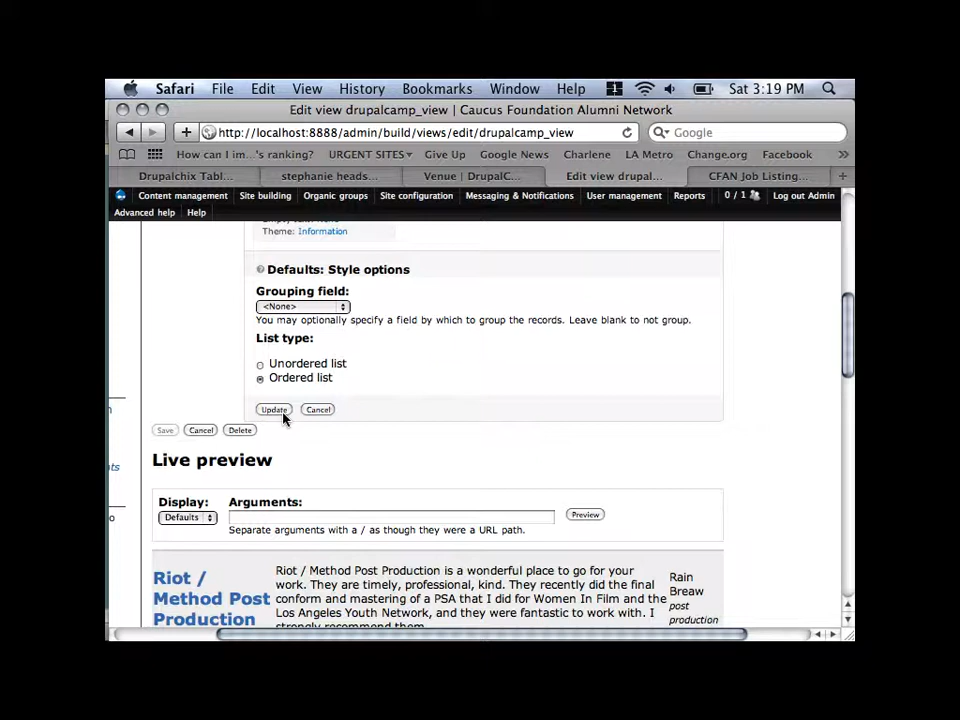 Safari File Edit View History Bookmarks Window Help Sat 3:19 PM
Edit view drupalcamp_view | Caucus Foundation Alumni Network
http://localhost:8888/admin/build/views/edit/drupalcamp_view Google
How can I im...'s ranking? URGENT SITES Give Up Google News Charlene LA Metro Change.org Facebook
Drupalchix Tabl... stephanie heads... Venue | DrupalC... Edit view drupal... CFAN Job Listing...
Content management Site building Organic groups Site configuration Messaging & Notifications User management Reports 0 / 1 Log out Admin
Advanced help Help
Theme: Information
Defaults: Style options
Grouping field:
<None>
You may optionally specify a field by which to group the records. Leave blank to not group.
List type:
Unordered list
Ordered list
Update Cancel
Save Cancel Delete
Live preview
Display: Arguments:
Defaults Preview
Separate arguments with a / as though they were a URL path.
Riot / Method Post Production
Riot / Method Post Production is a wonderful place to go for your
work. They are timely, professional, kind. They recently did the final
conform and mastering of a PSA that I did for Women In Film and the
Los Angeles Youth Network, and they were fantastic to work with. I
strongly recommend them.
Rain
Breaw
post
production